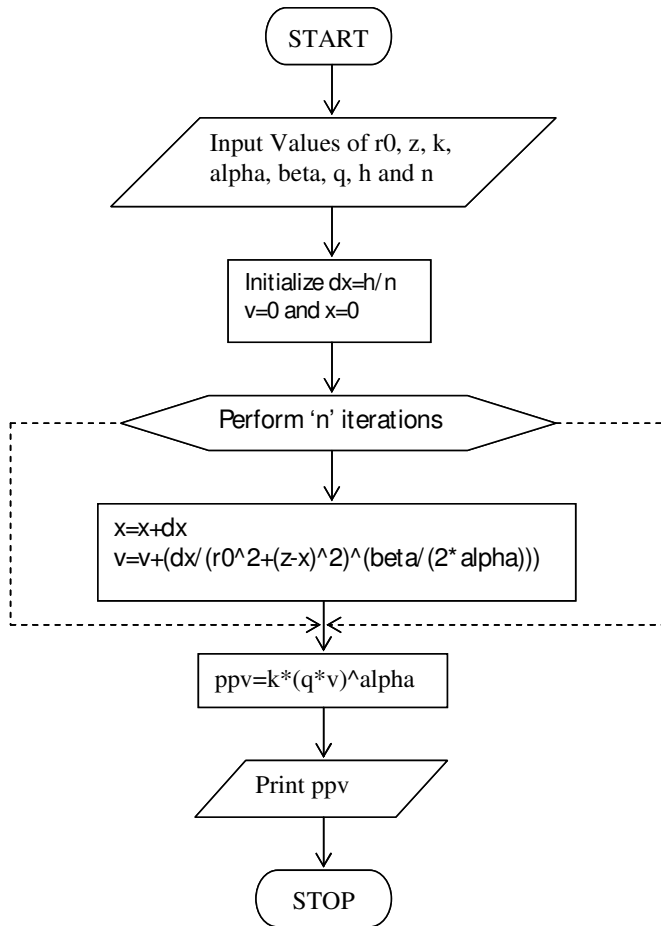 START
Input Values of r0, z, k,
alpha, beta, q, h and n
Initialize dx=h/n
v=0 and x=0
Perform ‘n’ iterations
x=x+dx
v=v+(dx/(r0^2+(z-x)^2)^(beta/(2*alpha)))
ppv=k*(q*v)^alpha
Print ppv
STOP